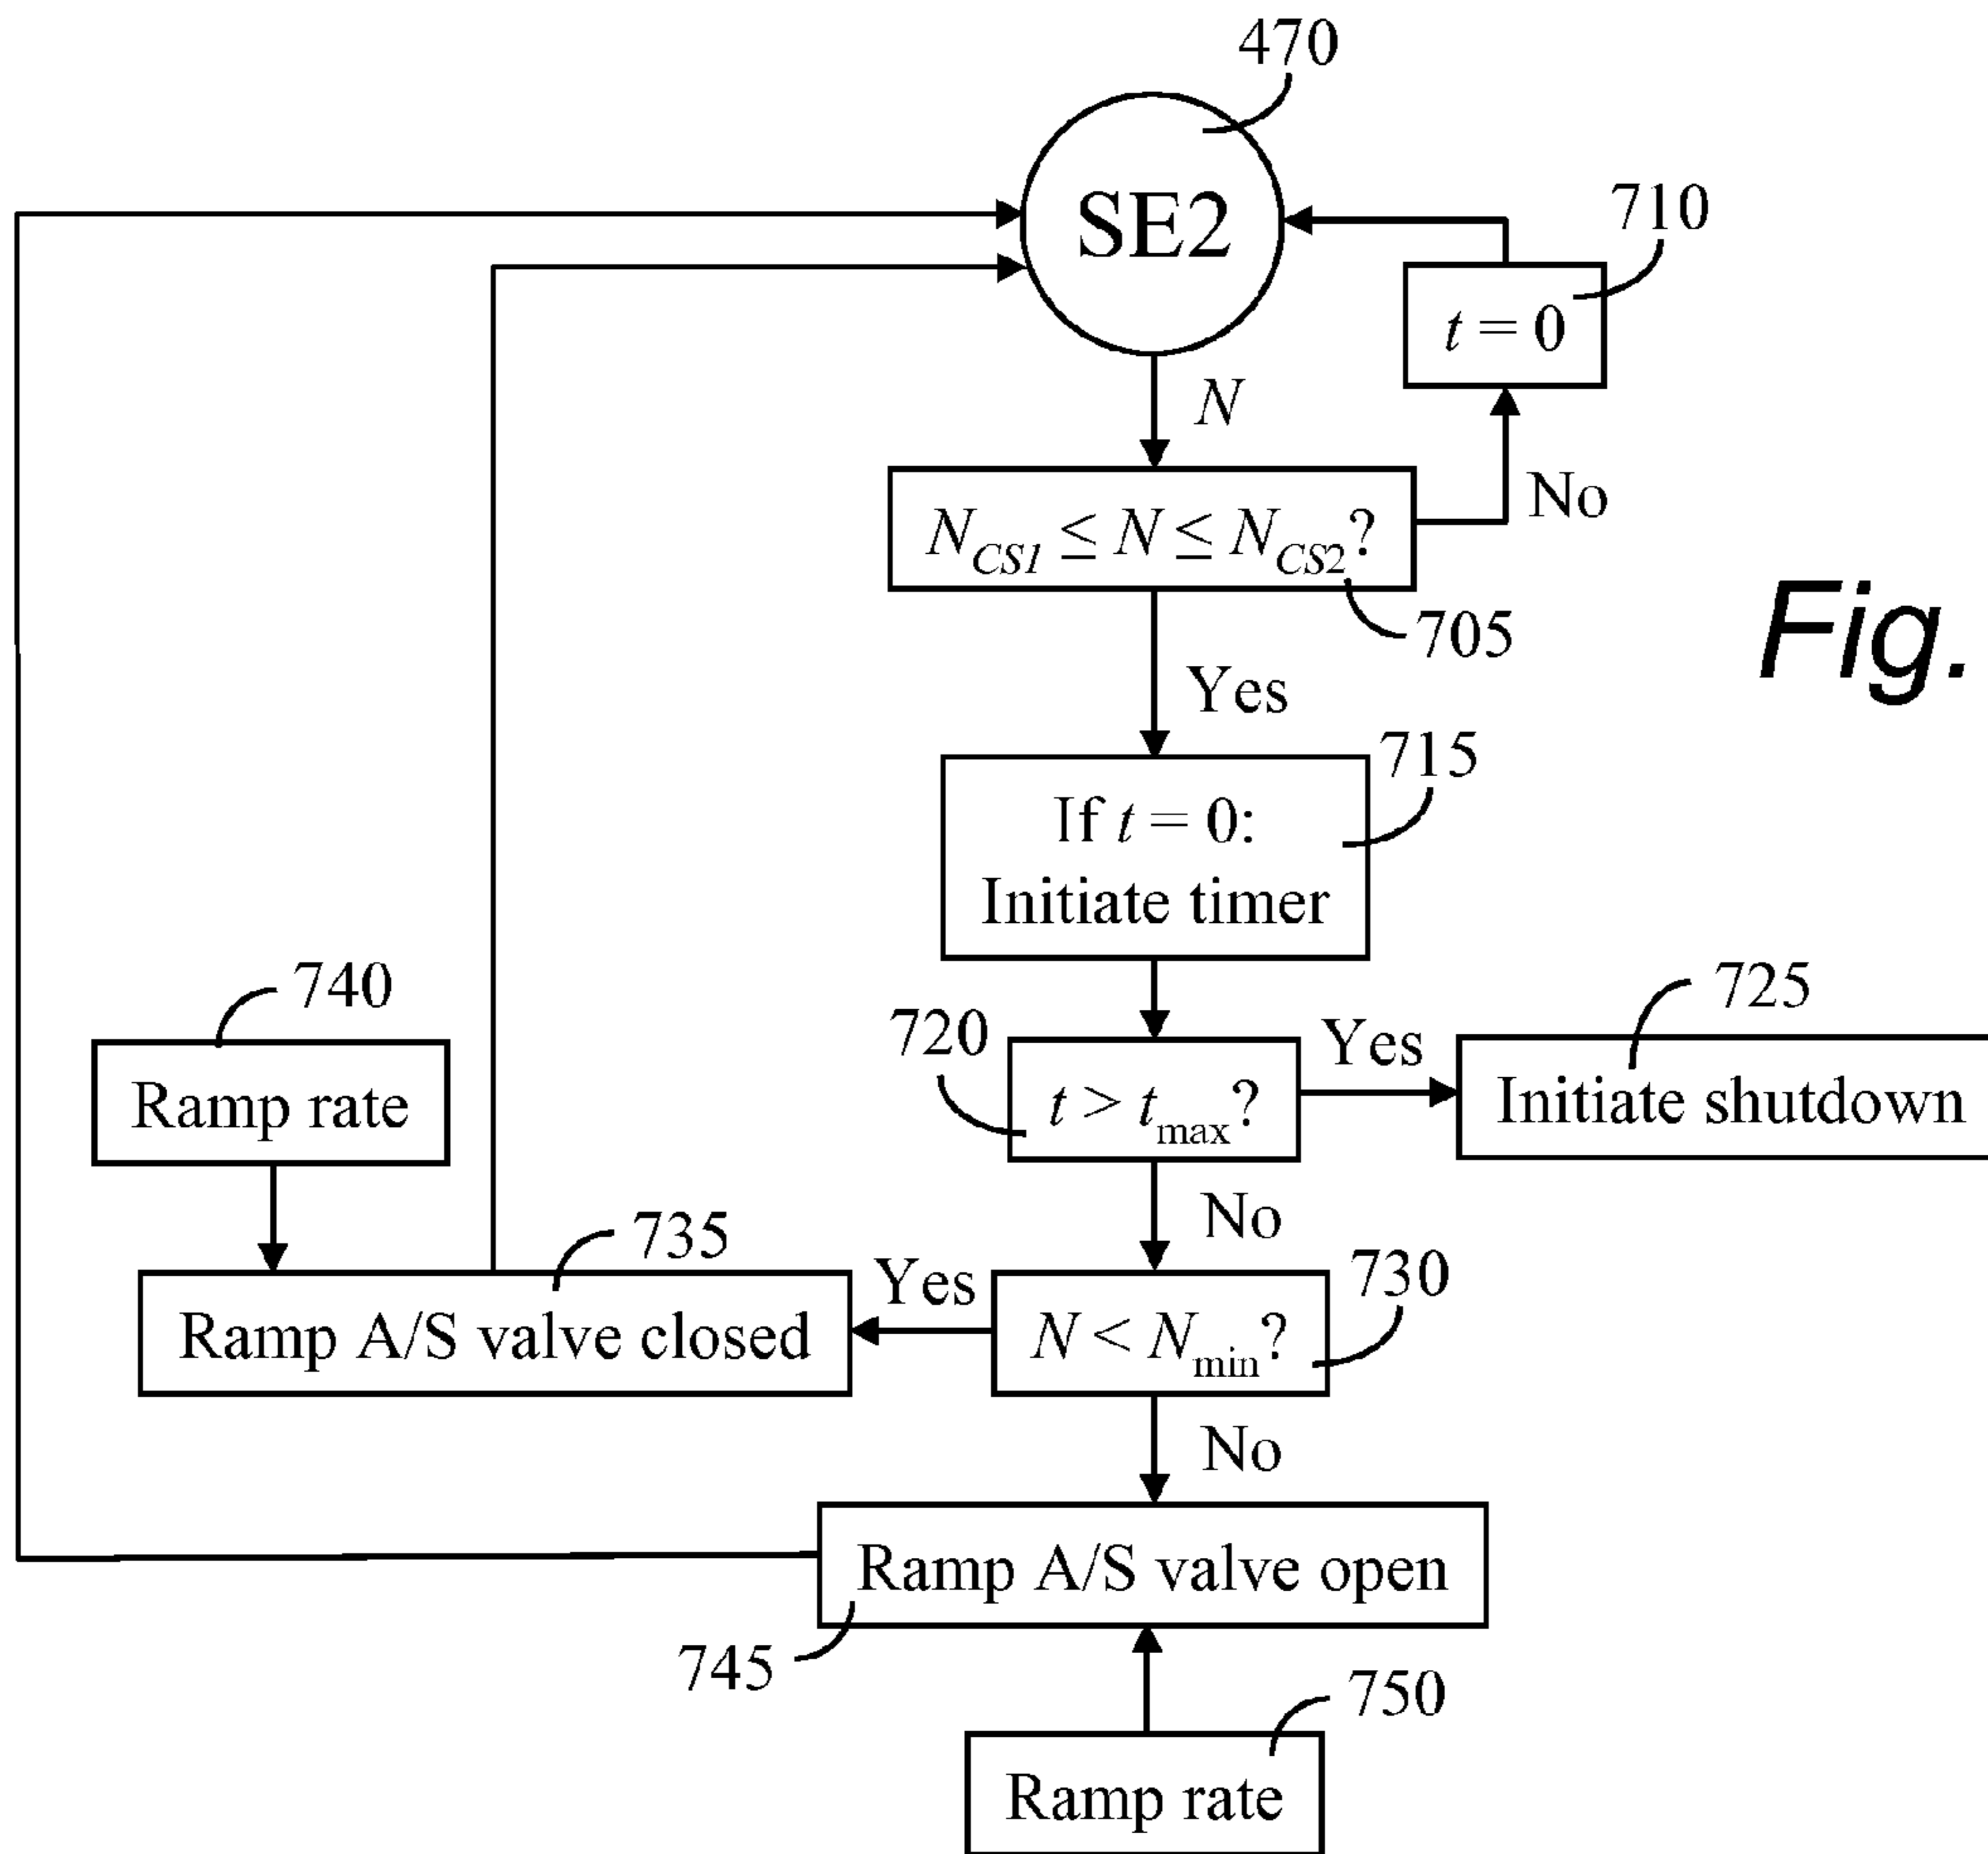 470
SE2
710
t = 0
N
No
N_CS1 ≤ N ≤ N_CS2?
705
Fig.
Yes
715
If t = 0:
Initiate timer
740
Ramp rate
720
t > t_max?
Yes
725
Initiate shutdown
No
735
Ramp A/S valve closed
Yes
730
N < N_min?
No
Ramp A/S valve open
745
750
Ramp rate